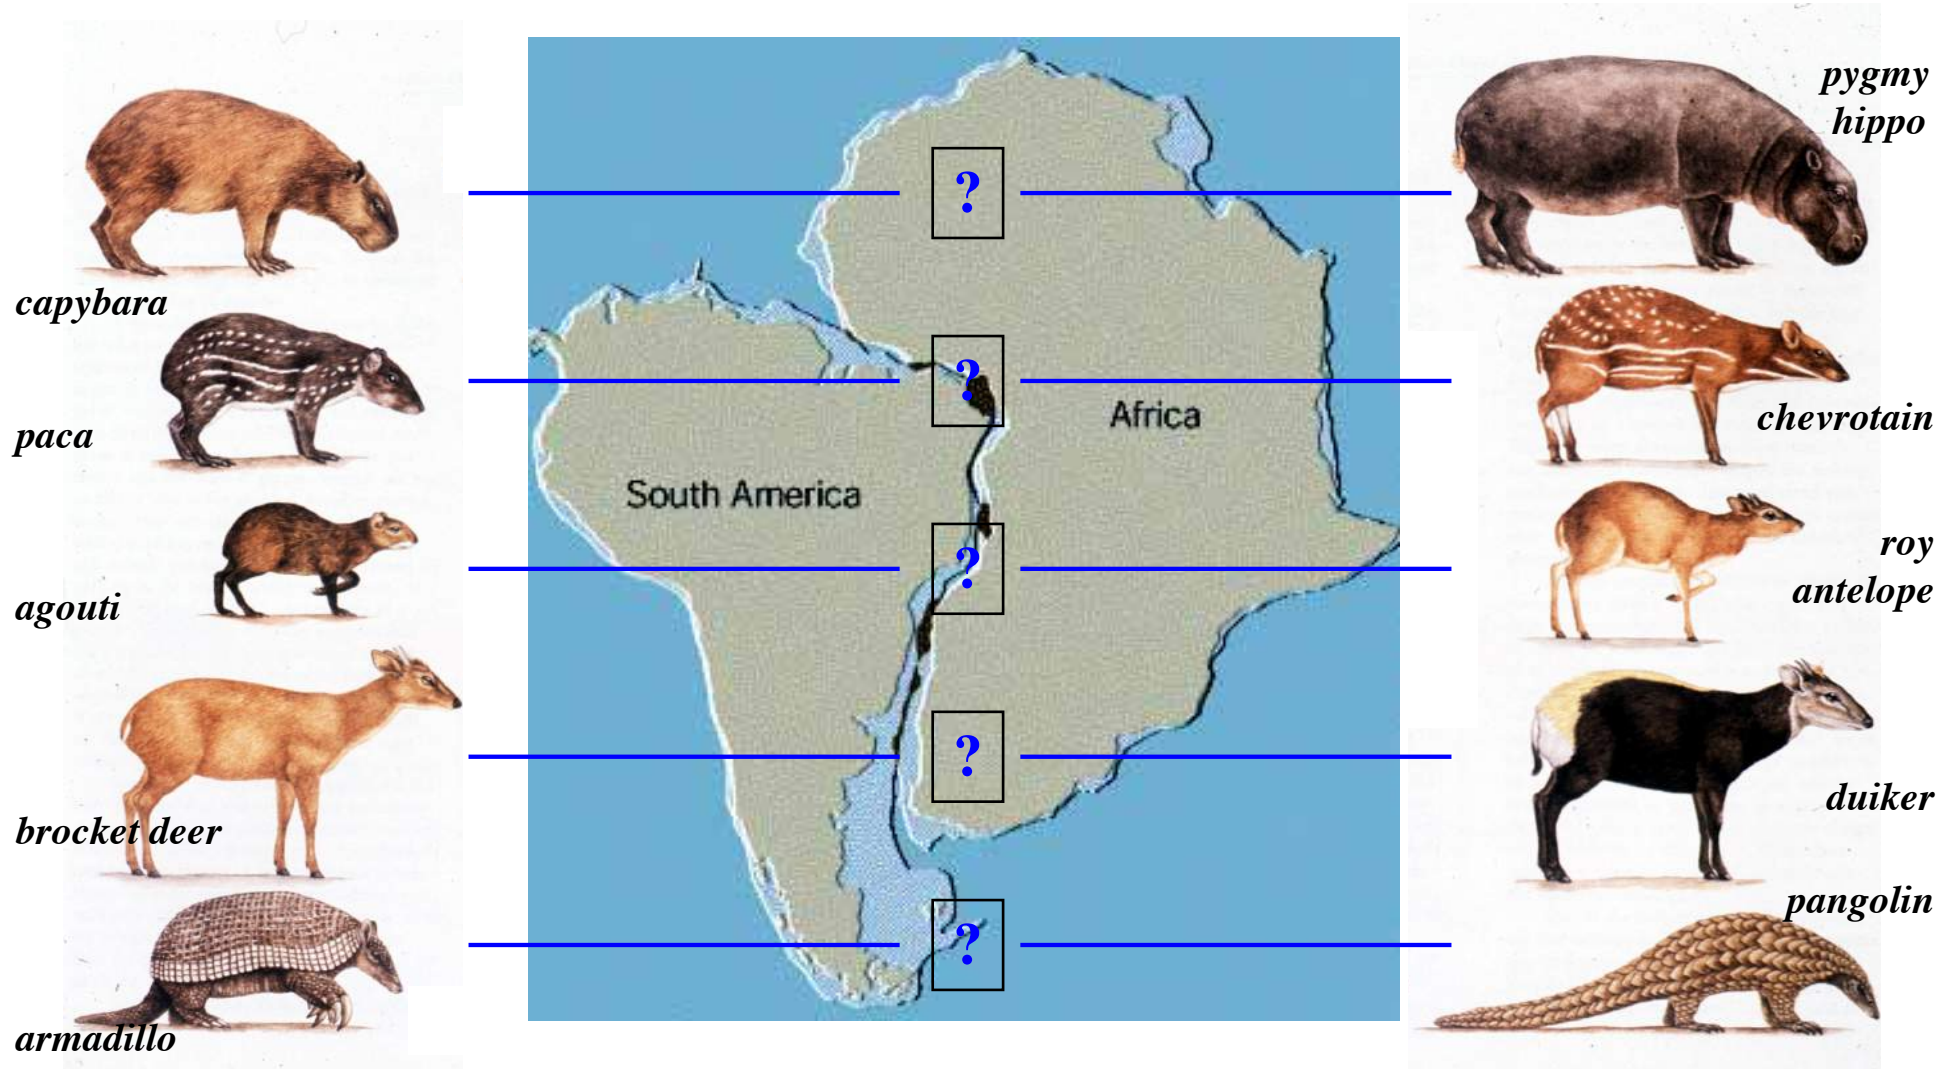 capybara
paca
agouti
brocket deer
armadillo
?
?
?
?
?
South America
Africa
pygmy
hippo
chevrotain
roy
antelope
duiker
pangolin